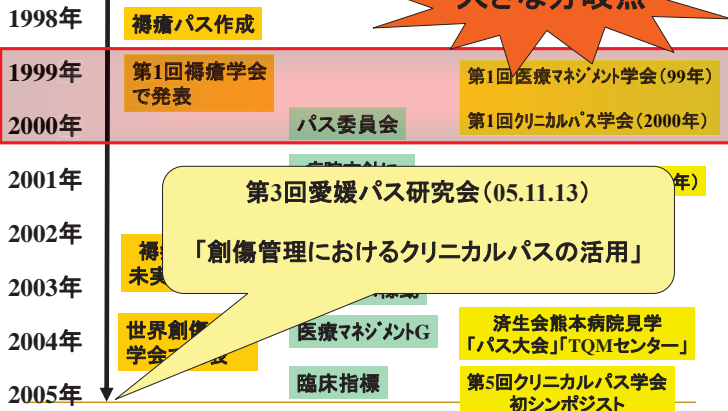 大きな分岐点
1998年
褥瘡パス作成
1999年
第1回褥瘡学会
で発表
第1回医療マネジメント学会(99年)
2000年
パス委員会
第1回クリニカルパス学会(2000年)
2001年
年)
第3回愛媛パス研究会(05.11.13)
「創傷管理におけるクリニカルパスの活用」
2002年
褥
未実
2003年
稼動
2004年
世界創傷
学会で 表
医療マネジメントG
済生会熊本病院見学
「パス大会」「TQMセンター」
2005年
臨床指標
第5回クリニカルパス学会
初シンポジスト